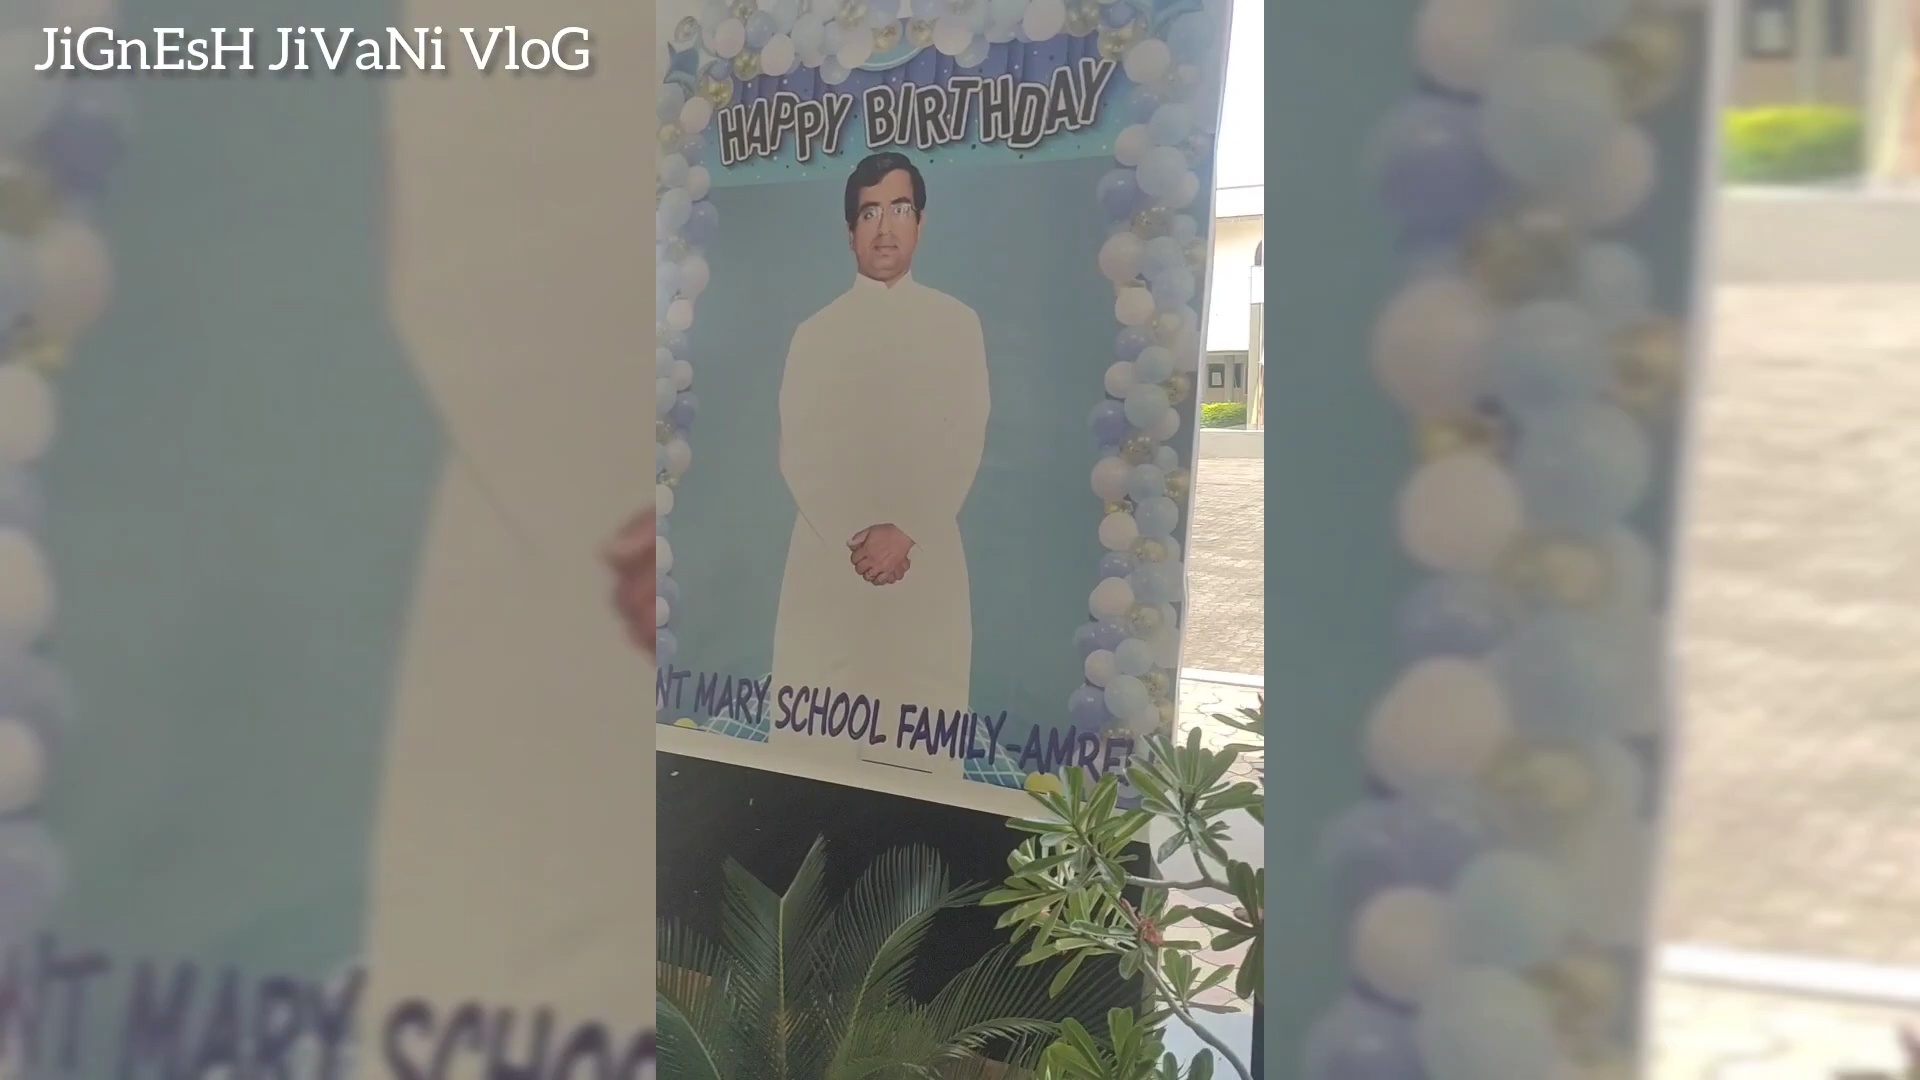 JiGnEsH JiVaNi VloG
HAPPY BIRTHDAY
NT MARY SCHOOL FAMILY-AMRE
NT MARY SCHOO